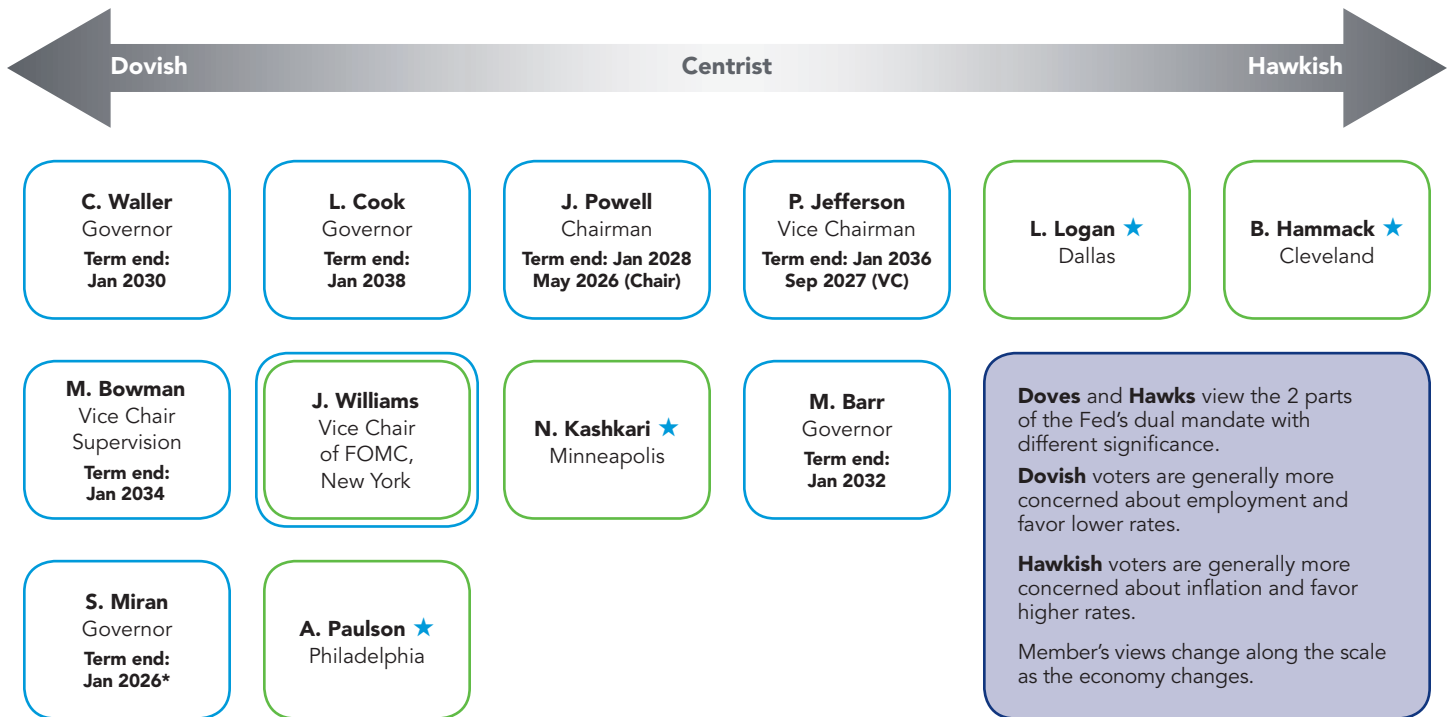 Dovish
Centrist
Hawkish
C. Waller
Governor
Term end:
Jan 2030
L. Cook
Governor
Term end:
Jan 2038
J. Powell
Chairman
Term end: Jan 2028
May 2026 (Chair)
P. Jefferson
Vice Chairman
Term end: Jan 2036
Sep 2027 (VC)
L. Logan ★
Dallas
B. Hammack ★
Cleveland
M. Bowman
Vice Chair
Supervision
Term end:
Jan 2034
J. Williams
Vice Chair
of FOMC,
New York
N. Kashkari ★
Minneapolis
M. Barr
Governor
Term end:
Jan 2032
Doves and Hawks view the 2 parts
of the Fed's dual mandate with
different significance.
Dovish voters are generally more
concerned about employment and
favor lower rates.
Hawkish voters are generally more
concerned about inflation and favor
higher rates.
Member's views change along the scale
as the economy changes.
S. Miran
Governor
Term end:
Jan 2026*
A. Paulson ★
Philadelphia